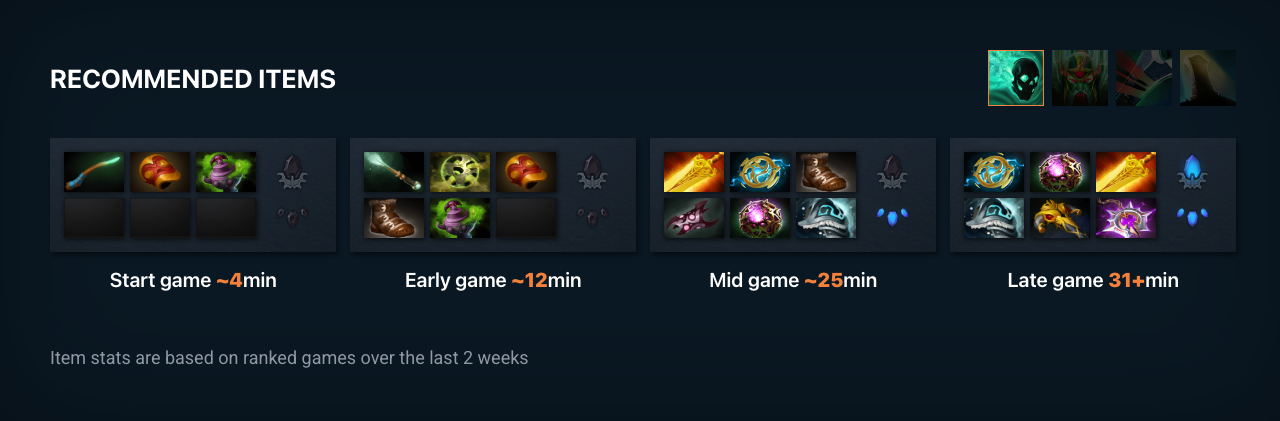 RECOMMENDED ITEMS
Start game ~4min
Early game ~12min
Mid game ~25min
Late game 31+min
Item stats are based on ranked games over the last 2 weeks